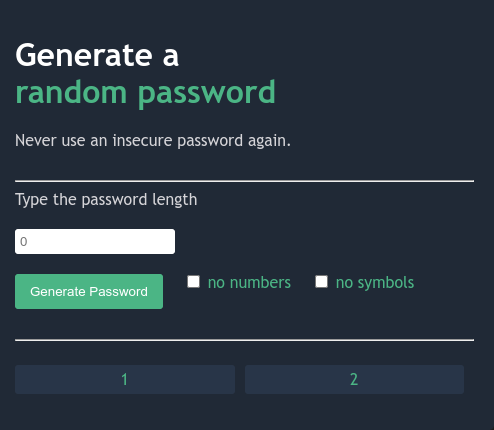 Generate a
random password
Never use an insecure password again.
Type the password length
0
Generate Password
no numbers
no symbols
1
2